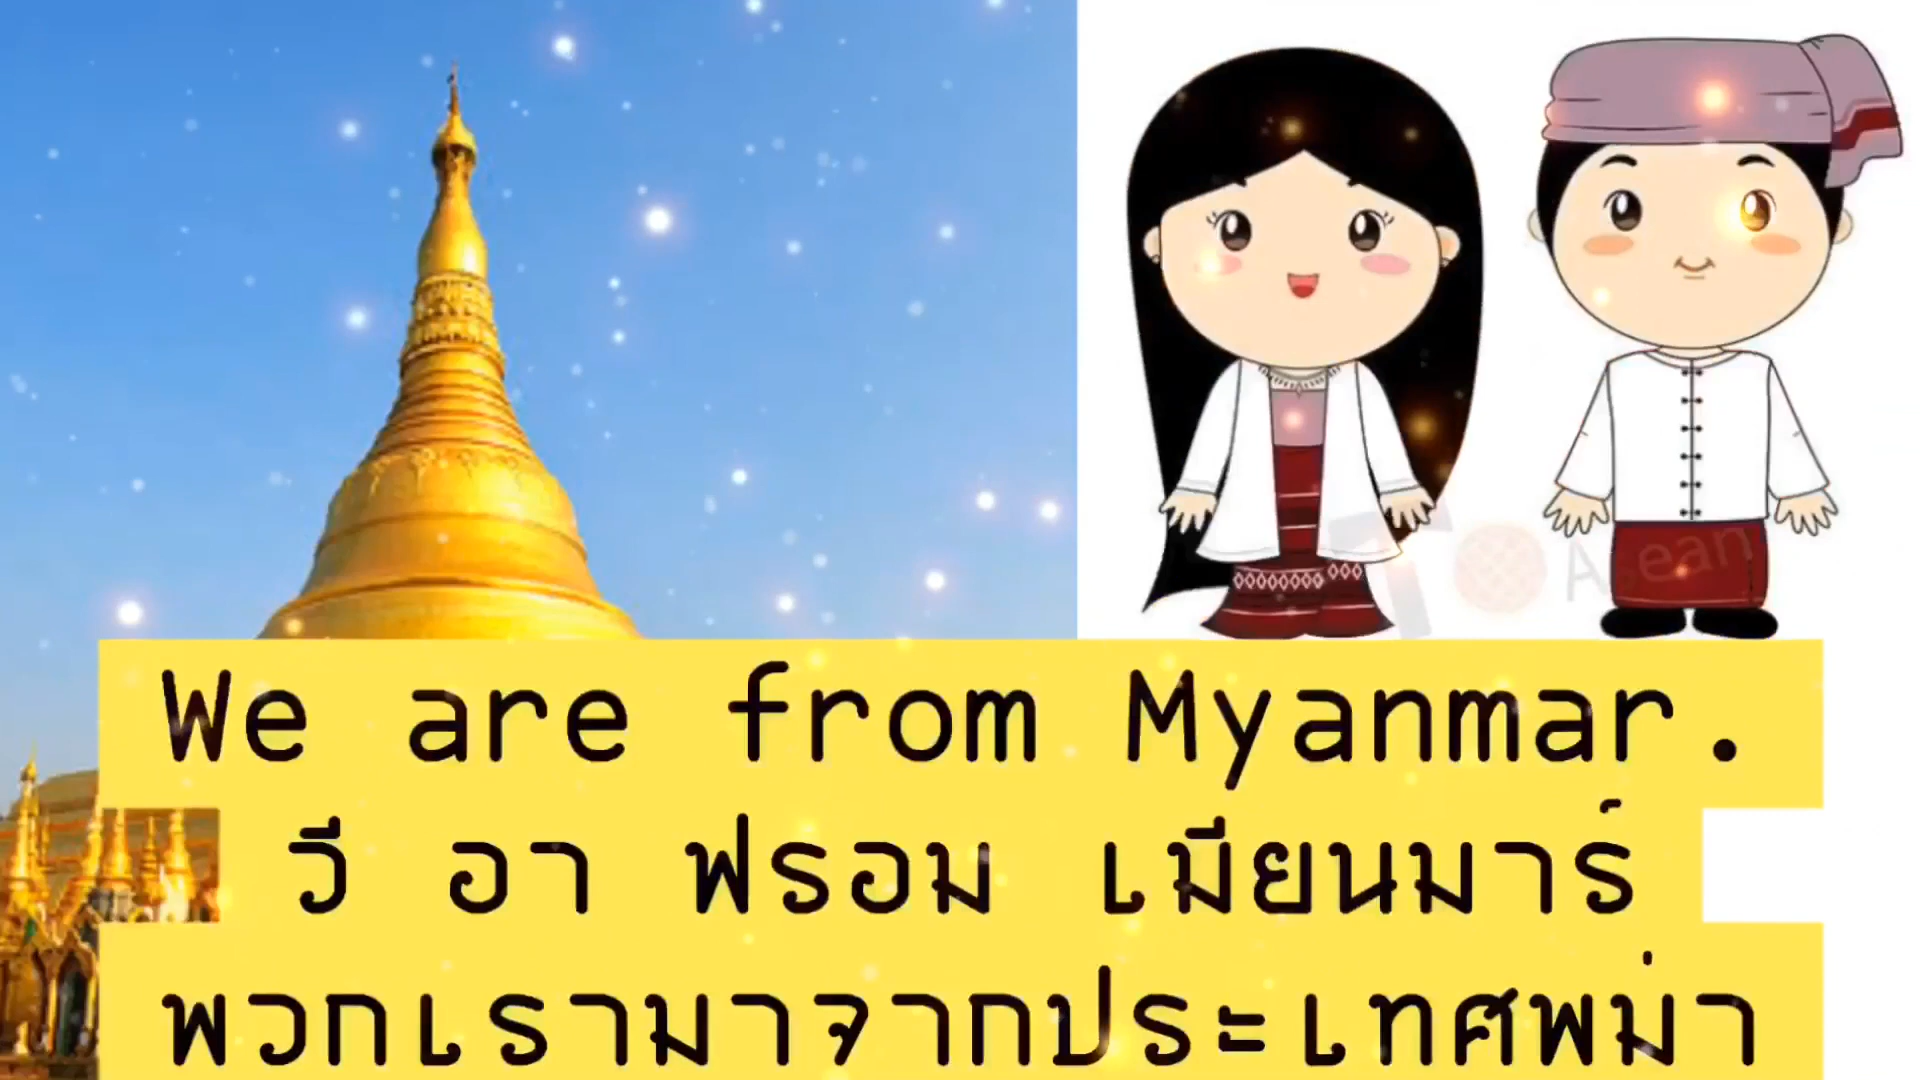 We are from Myanmar.
วี อา ฟรอม เมียนมาร์
พวกเรามาจากประเทศพม่า
Asean